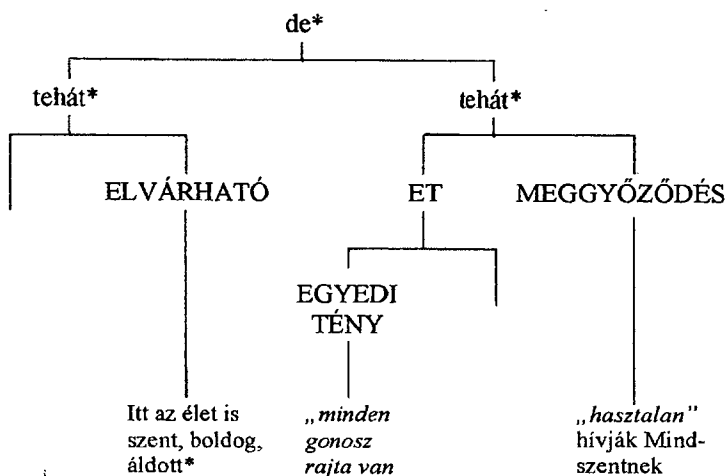 de*
tehát* tehát*
ELVÁRHATÓ ET MEGGYŐZŐDÉS
EGYEDI
TÉNY
Itt az élet is
szent, boldog,
áldott*
„minden
gonosz
rajta van
„hasztalan”
hívják Mind-
szentnek